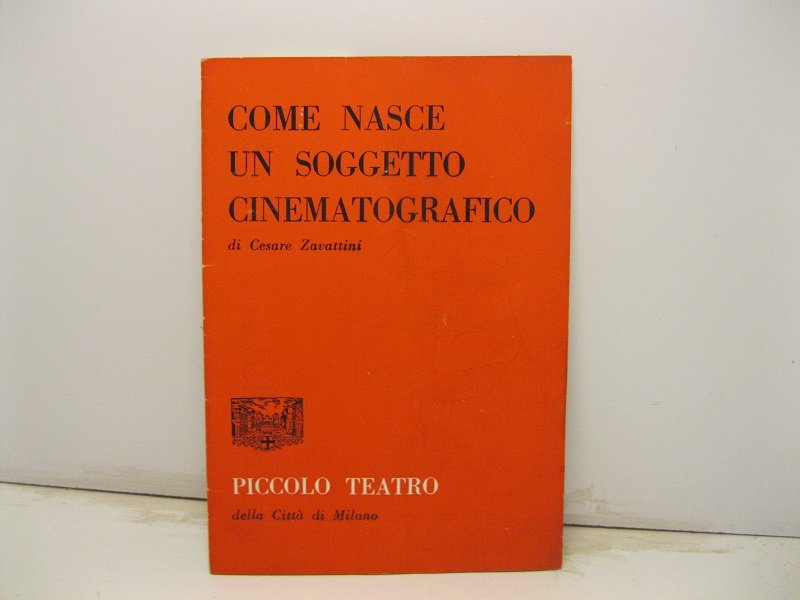 COME NASCE
UN SOGGETTO
CINEMATOGRAFICO
di Cesare Zavattini
PICCOLO TEATRO
della Città di Milano